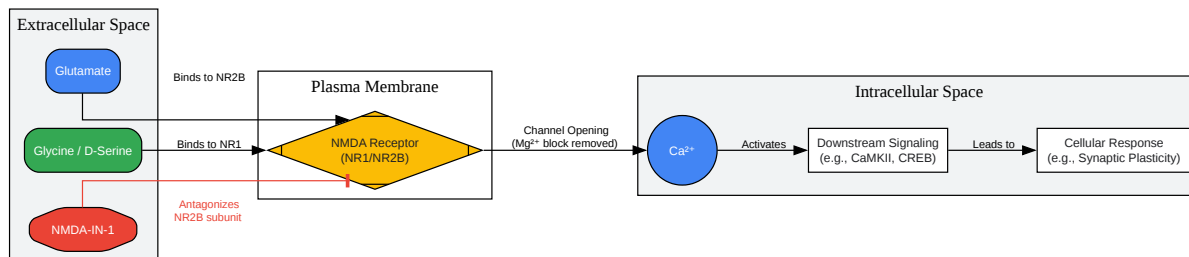 Extracellular Space
Glutamate
Glycine / D-Serine
NMDA-IN-1
Binds to NR2B
Binds to NR1
Antagonizes
NR2B subunit
Plasma Membrane
NMDA Receptor
(NR1/NR2B)
Channel Opening
(Mg²⁺ block removed)
Intracellular Space
Ca²⁺
Activates
Downstream Signaling
(e.g., CaMKII, CREB)
Leads to
Cellular Response
(e.g., Synaptic Plasticity)